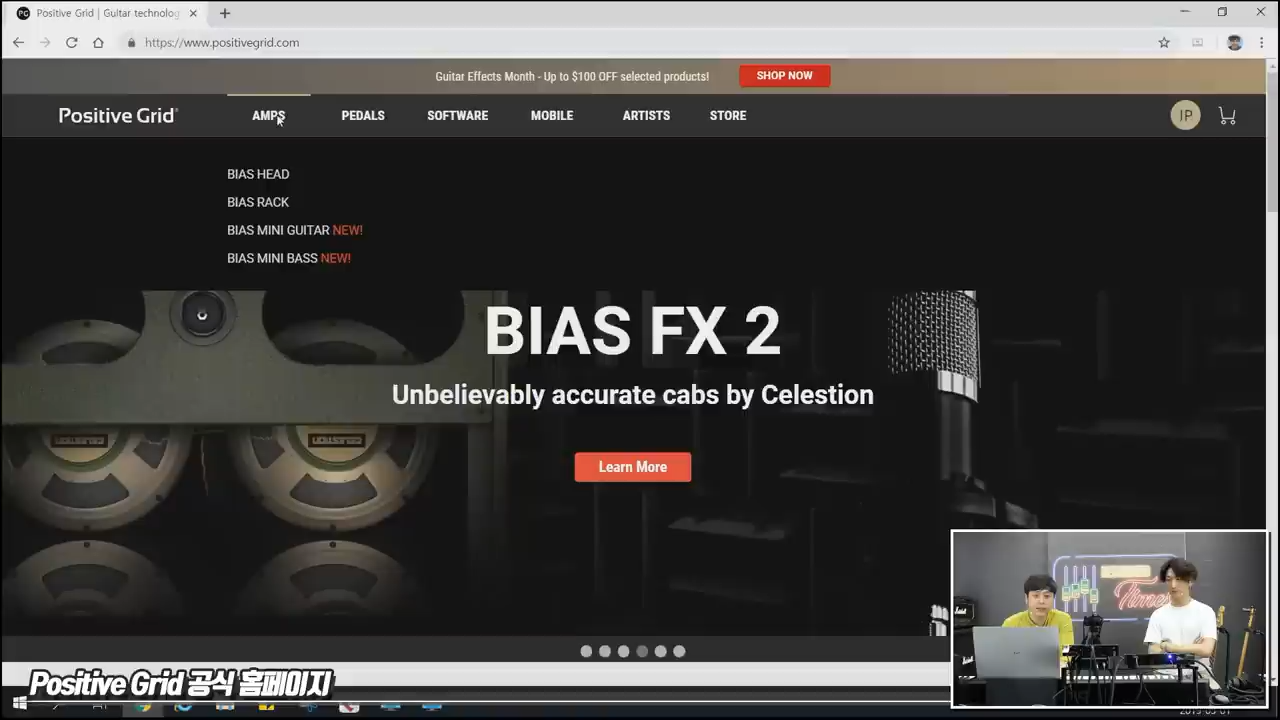 Positive Grid | Guitar technolog
https://www.positivegrid.com
Guitar Effects Month - Up to $100 OFF selected products!
SHOP NOW
Positive Grid
AMPS
PEDALS
SOFTWARE
MOBILE
ARTISTS
STORE
JP
BIAS HEAD
BIAS RACK
BIAS MINI GUITAR NEW!
BIAS MINI BASS NEW!
BIAS FX 2
Unbelievably accurate cabs by Celestion
Learn More
Times
Positive Grid 공식 홈페이지